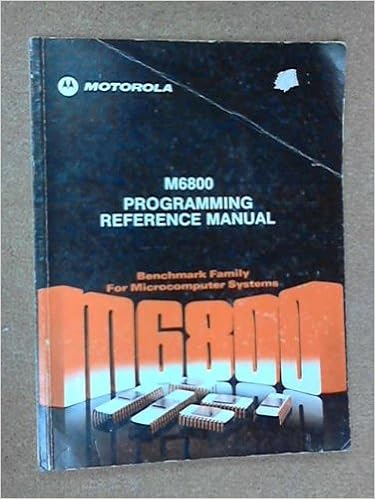 MOTOROLA
M6800
PROGRAMMING
REFERENCE MANUAL
Benchmark Family
For Microcomputer Systems
M6800